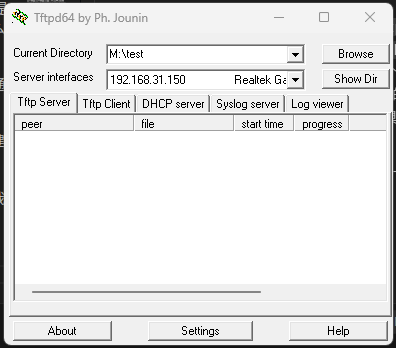 Tftpd64 by Ph. Jounin
Current Directory M:\test Browse
Server interfaces 192.168.31.150 Realtek Ga Show Dir
Tftp Server Tftp Client DHCP server Syslog server Log viewer
peer file start time progress
About Settings Help